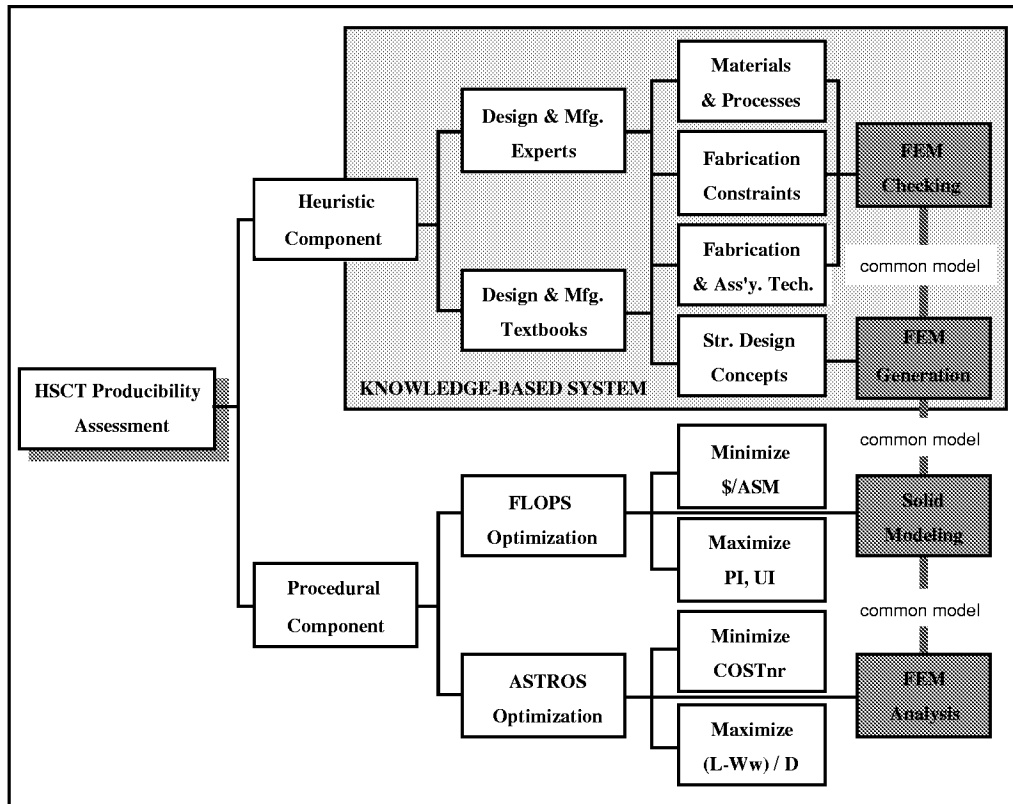 Materials
& Processes
Design & Mfg.
Experts
FEM
Checking
Fabrication
Constraints
Heuristic
Component
Fabrication
& Ass'y. Tech.
common model
Design & Mfg.
Textbooks
Str. Design
Concepts
FEM
Generation
KNOWLEDGE-BASED SYSTEM
HSCT Producibility
Assessment
common model
Minimize
$/ASM
FLOPS
Optimization
Solid
Modeling
Maximize
PI, UI
Procedural
Component
common model
Minimize
COSTnr
ASTROS
Optimization
FEM
Analysis
Maximize
(L-Ww) / D